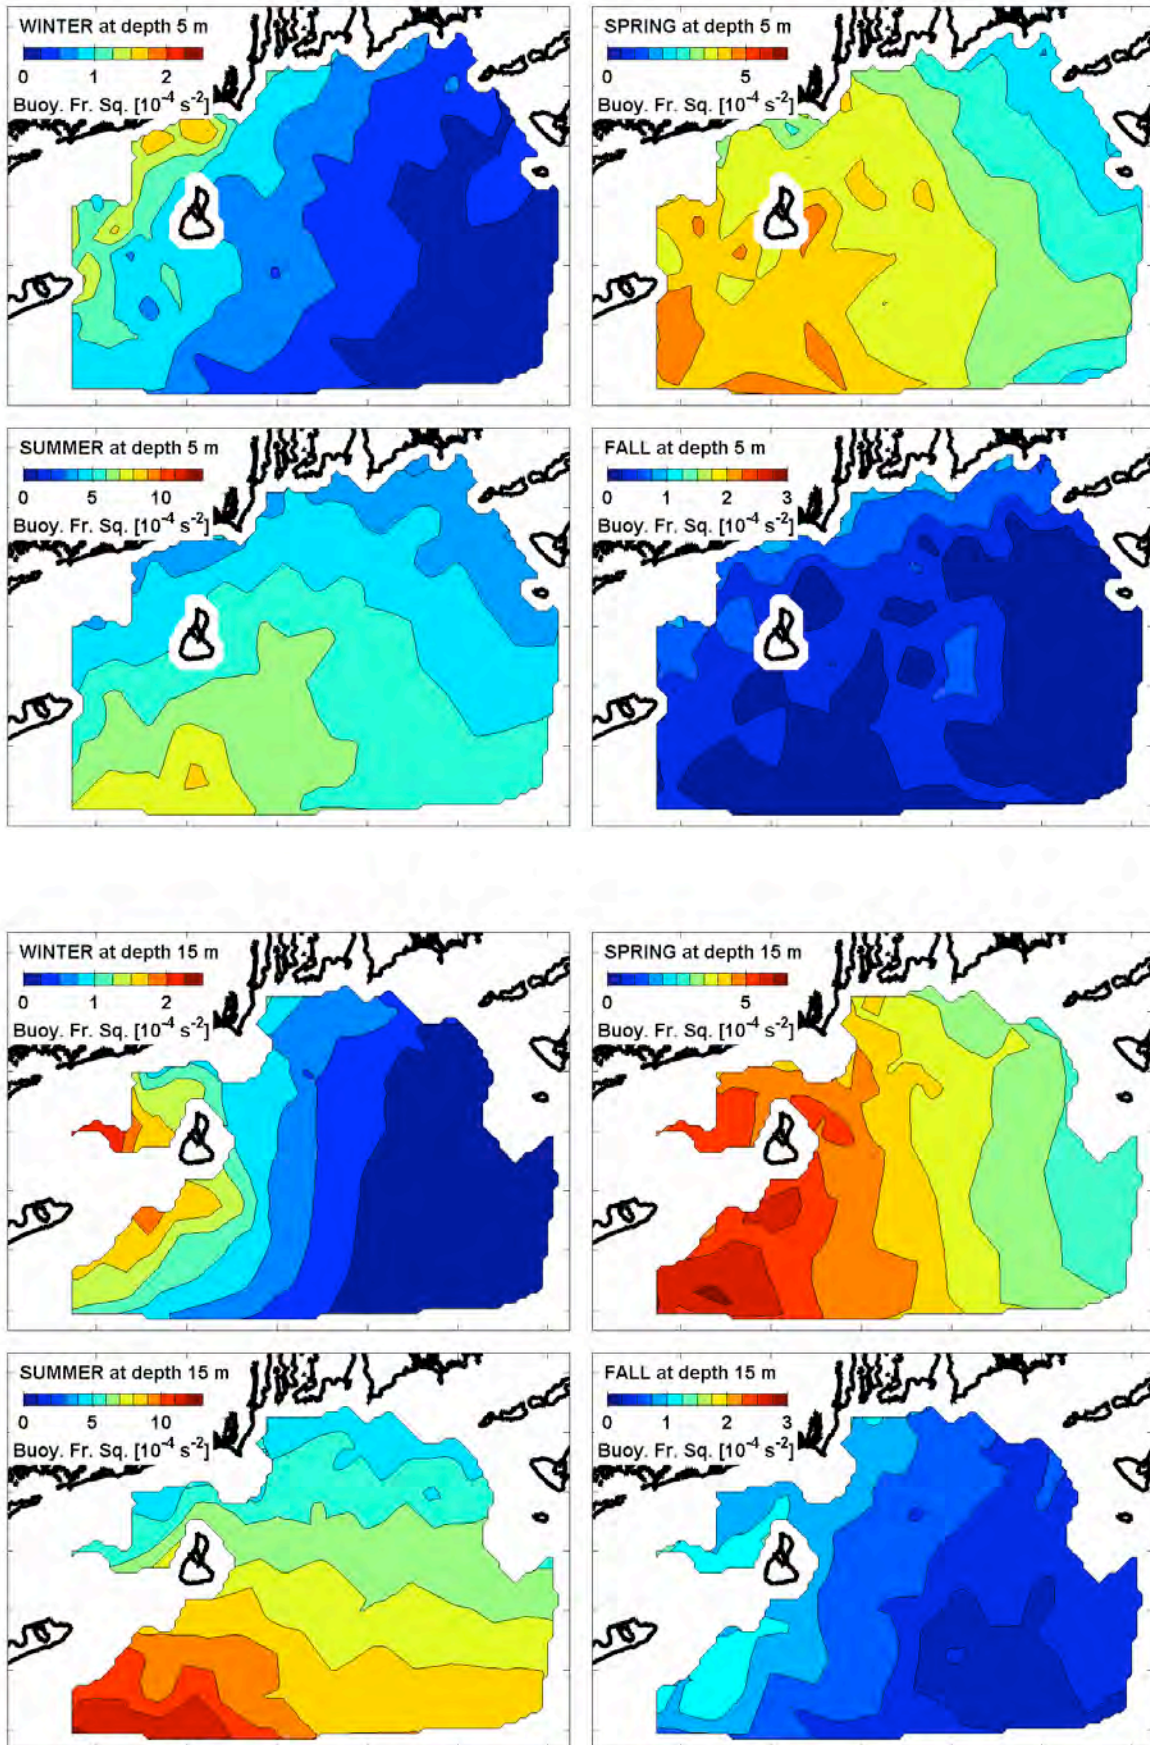 WINTER at depth 5 m
0 1 2
Buoy. Fr. Sq. [10⁻⁴ s⁻²]
SPRING at depth 5 m
0 5
Buoy. Fr. Sq. [10⁻⁴ s⁻²]
SUMMER at depth 5 m
0 5 10
Buoy. Fr. Sq. [10⁻⁴ s⁻²]
FALL at depth 5 m
0 1 2 3
Buoy. Fr. Sq. [10⁻⁴ s⁻²]
WINTER at depth 15 m
0 1 2
Buoy. Fr. Sq. [10⁻⁴ s⁻²]
SPRING at depth 15 m
0 5
Buoy. Fr. Sq. [10⁻⁴ s⁻²]
SUMMER at depth 15 m
0 5 10
Buoy. Fr. Sq. [10⁻⁴ s⁻²]
FALL at depth 15 m
0 1 2 3
Buoy. Fr. Sq. [10⁻⁴ s⁻²]